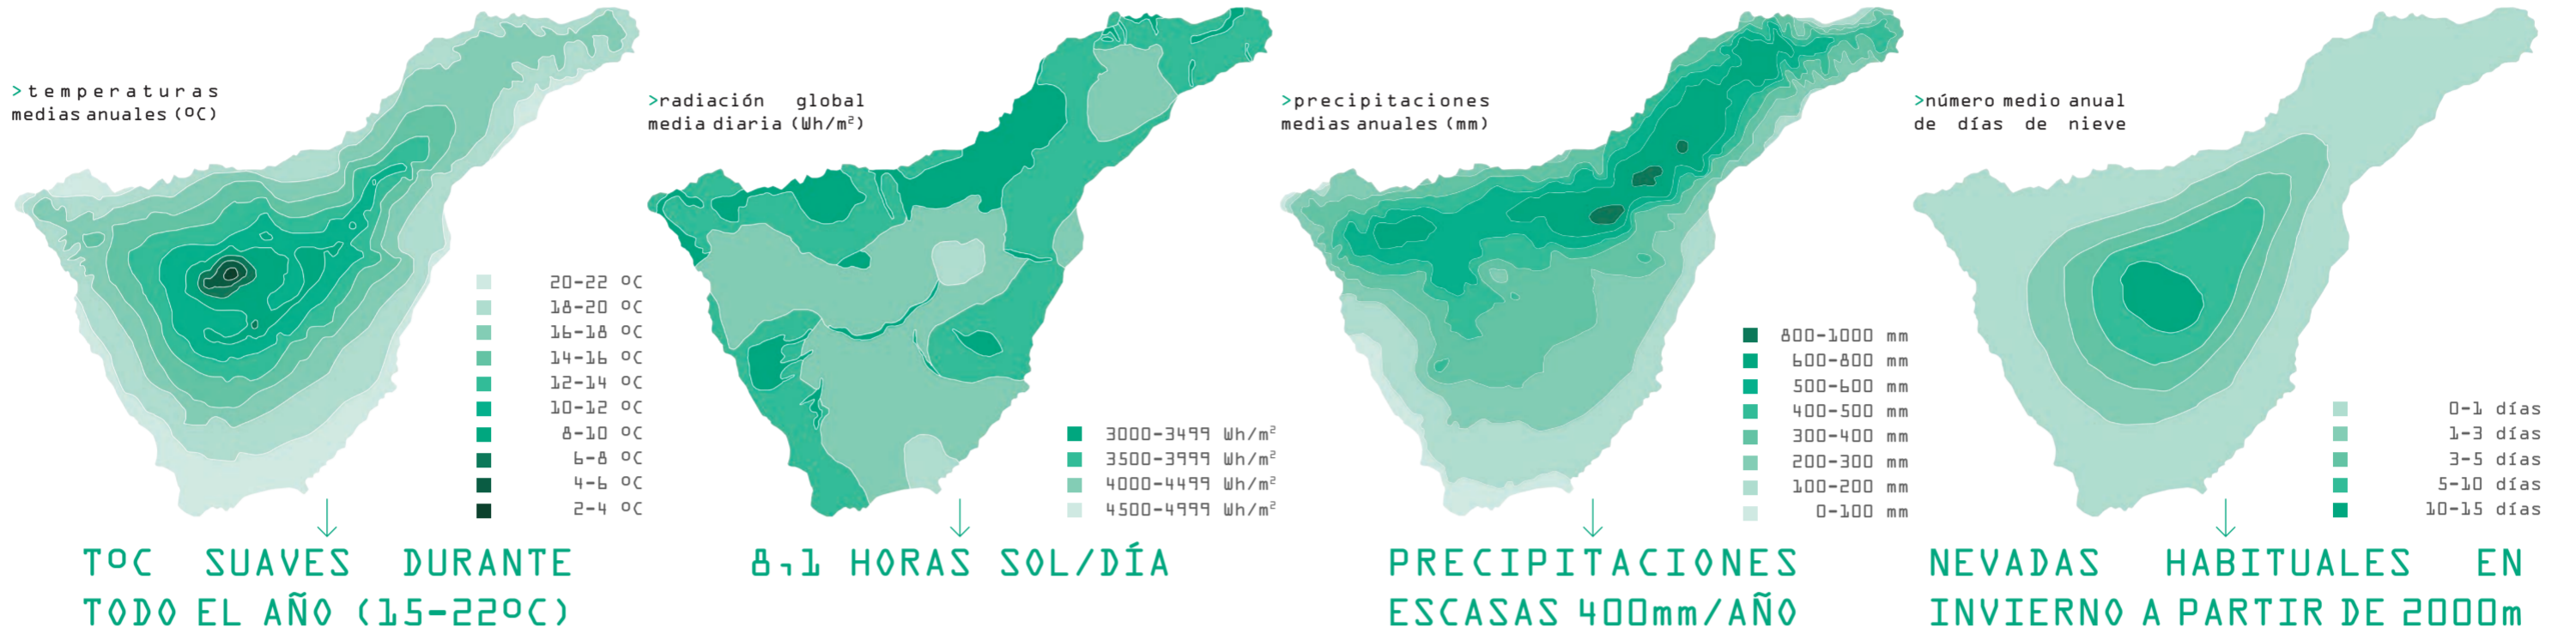 >temperaturas
medias anuales (ºC)
20-22 ºC
18-20 ºC
16-18 ºC
14-16 ºC
12-14 ºC
10-12 ºC
8-10 ºC
6-8 ºC
4-6 ºC
2-4 ºC
TºC SUAVES DURANTE
TODO EL AÑO (15-22ºC)
>radiación global
media diaria (Wh/m²)
3000-3499 Wh/m²
3500-3999 Wh/m²
4000-4499 Wh/m²
4500-4999 Wh/m²
8,1 HORAS SOL/DÍA
>precipitaciones
medias anuales (mm)
800-1000 mm
600-800 mm
500-600 mm
400-500 mm
300-400 mm
200-300 mm
100-200 mm
0-100 mm
PRECIPITACIONES
ESCASAS 400mm/AÑO
>número medio anual
de días de nieve
0-1 días
1-3 días
3-5 días
5-10 días
10-15 días
NEVADAS HABITUALES EN
INVIERNO A PARTIR DE 2000m